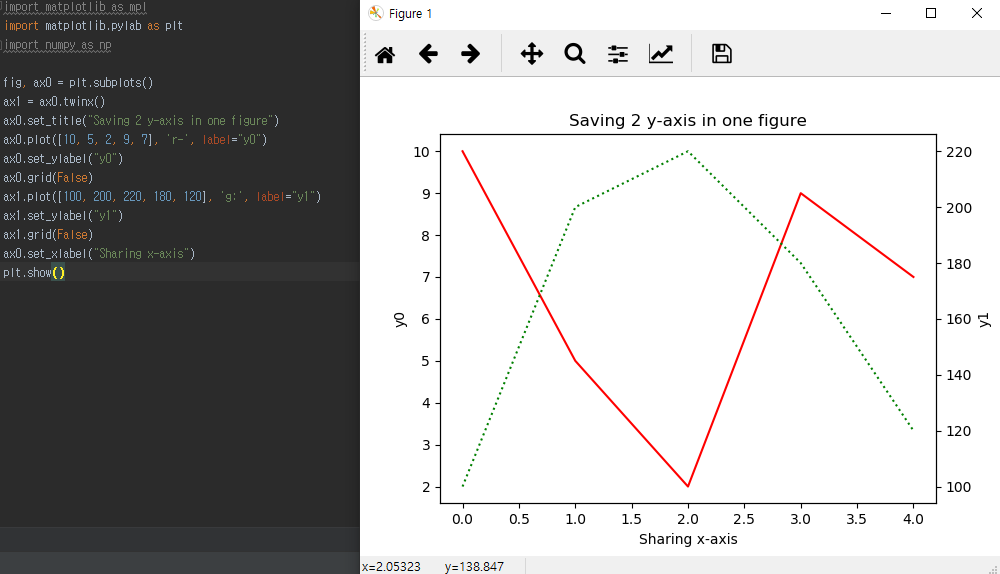 import matplotlib as mpl
import matplotlib.pylab as plt
import numpy as np
fig, ax0 = plt.subplots()
ax1 = ax0.twinx()
ax0.set_title("Saving 2 y-axis in one figure")
ax0.plot([10, 5, 2, 9, 7], 'r-', label="y0")
ax0.set_ylabel("y0")
ax0.grid(False)
ax1.plot([100, 200, 220, 180, 120], 'g:', label="y1")
ax1.set_ylabel("y1")
ax1.grid(False)
ax0.set_xlabel("Sharing x-axis")
plt.show()
Figure 1
Saving 2 y-axis in one figure
10
9
8
7
6
5
4
3
2
y0
220
200
180
160
140
120
100
y1
0.0 0.5 1.0 1.5 2.0 2.5 3.0 3.5 4.0
Sharing x-axis
x=2.05323 y=138.847